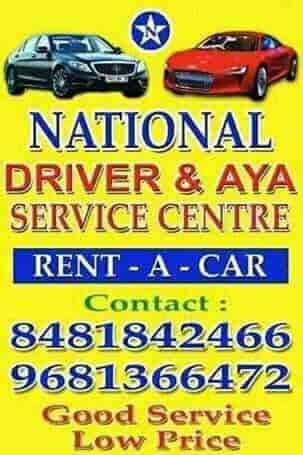 N
NATIONAL
DRIVER & AYA
SERVICE CENTRE
RENT - A - CAR
Contact :
8481842466
9681366472
Good Service
Low Price